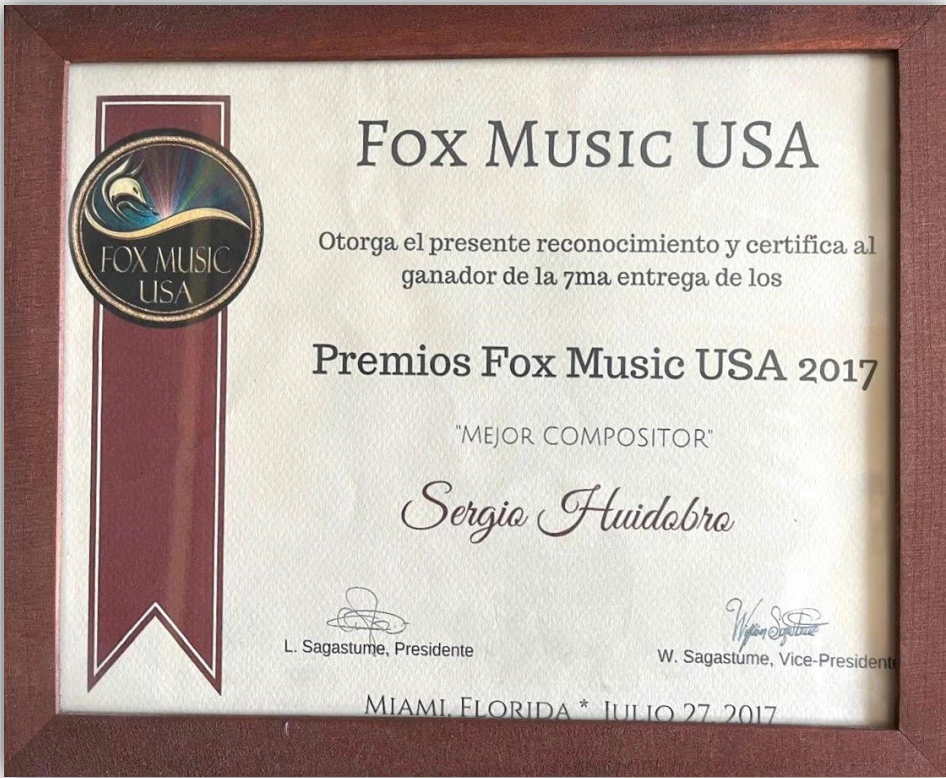 FOX MUSIC USA
FOX MUSIC
USA
Otorga el presente reconocimiento y certifica al
ganador de la 7ma entrega de los
Premios Fox Music USA 2017
"MEJOR COMPOSITOR"
Sergio Huidobro
L. Sagastume, Presidente
W. Sagastume, Vice-Presidente
MIAMI, FLORIDA * JULIO 27, 2017